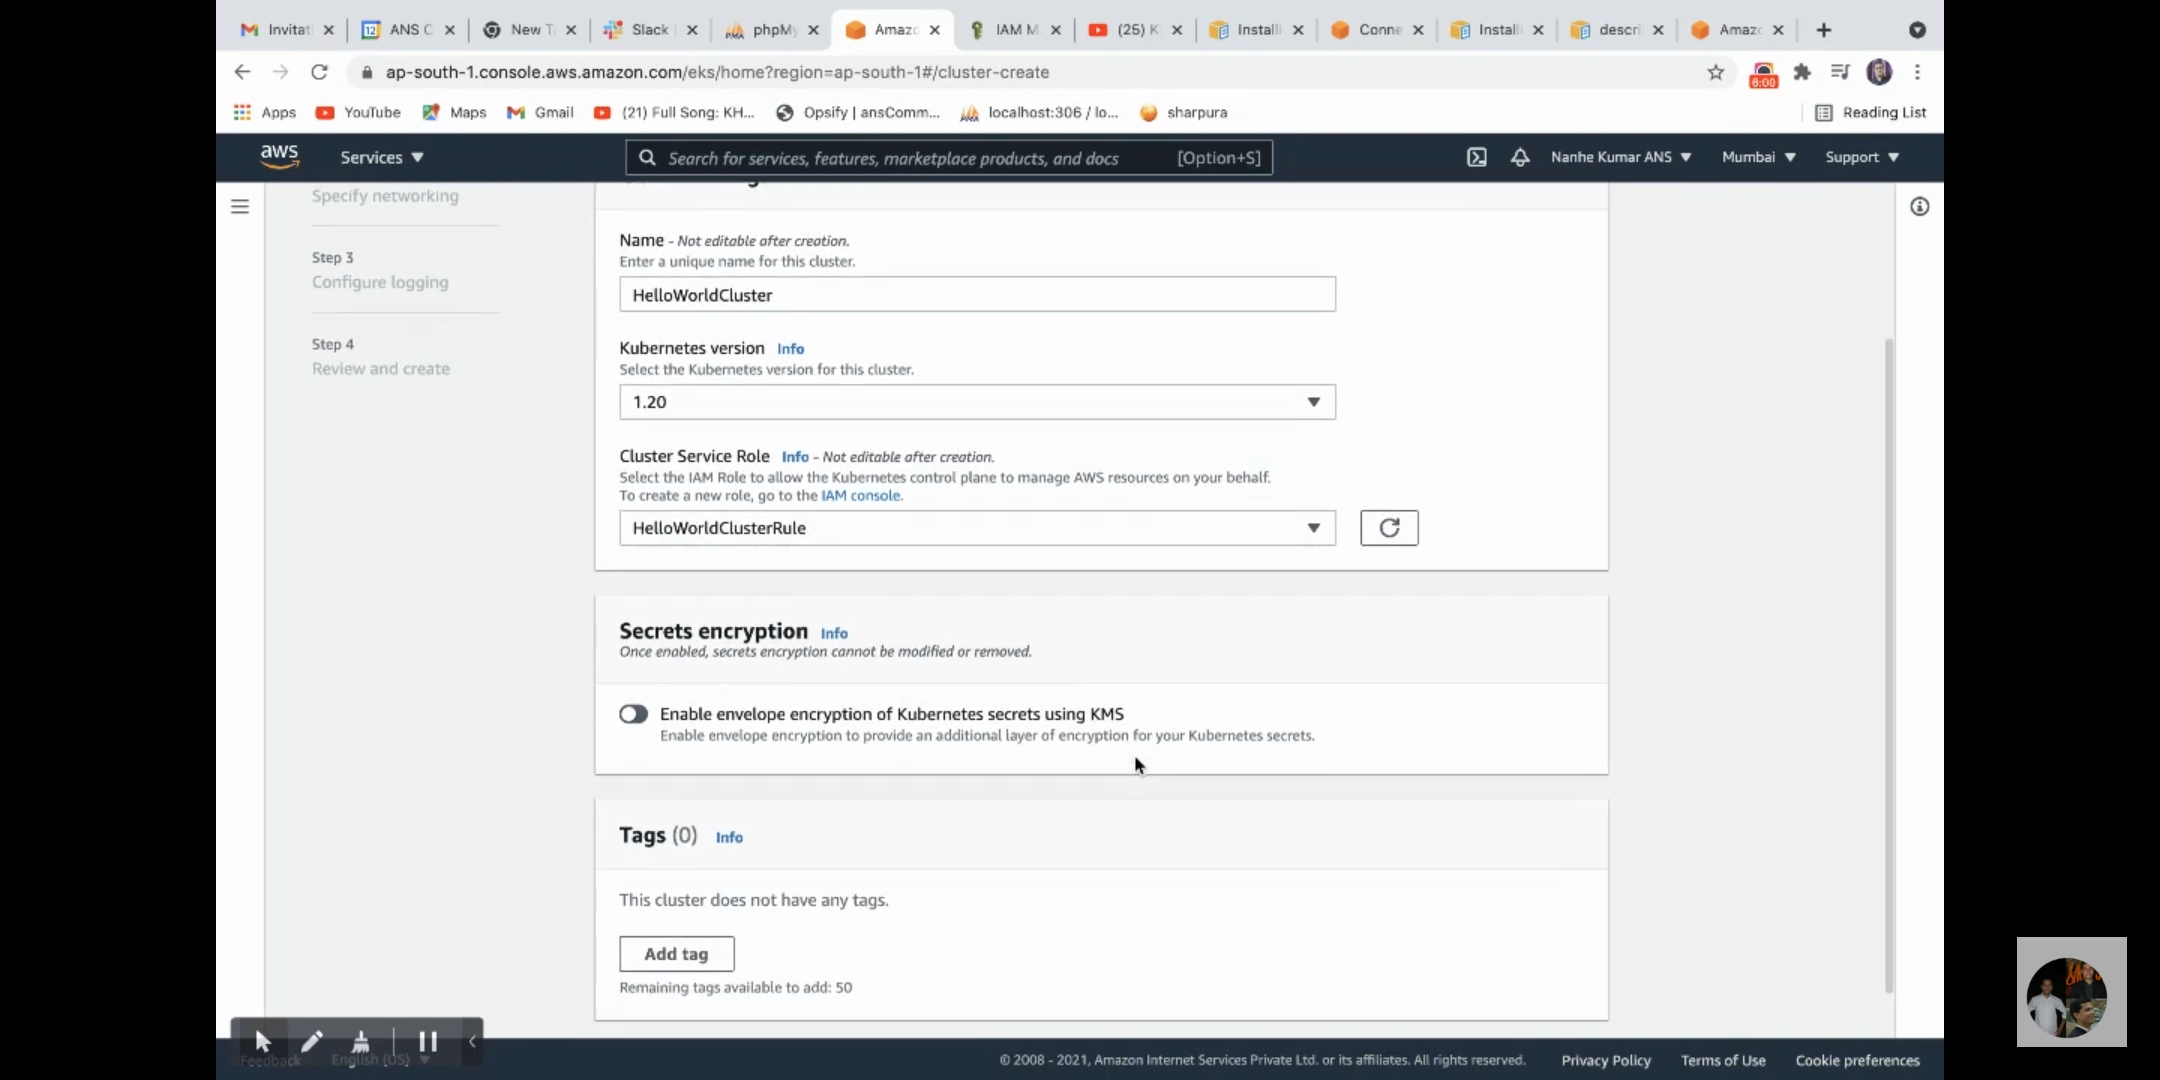 Invitati
ANS C
New T
Slack
phpMy
Amazo
IAM M
(25) K
Installi
Conne
Installi
descri
Amazo
ap-south-1.console.aws.amazon.com/eks/home?region=ap-south-1#/cluster-create
6:00
Apps
YouTube
Maps
Gmail
(21) Full Song: KH...
Opsify | ansComm...
localhost:306 / lo...
sharpura
Reading List
aws
Services
Search for services, features, marketplace products, and docs
[Option+S]
Nanhe Kumar ANS
Mumbai
Support
Specify networking
Step 3
Configure logging
Step 4
Review and create
Name - Not editable after creation.
Enter a unique name for this cluster.
HelloWorldCluster
Kubernetes version Info
Select the Kubernetes version for this cluster.
1.20
Cluster Service Role Info - Not editable after creation.
Select the IAM Role to allow the Kubernetes control plane to manage AWS resources on your behalf.
To create a new role, go to the IAM console.
HelloWorldClusterRule
Secrets encryption Info
Once enabled, secrets encryption cannot be modified or removed.
Enable envelope encryption of Kubernetes secrets using KMS
Enable envelope encryption to provide an additional layer of encryption for your Kubernetes secrets.
Tags (0) Info
This cluster does not have any tags.
Add tag
Remaining tags available to add: 50
Feedback
English (US)
© 2008 - 2021, Amazon Internet Services Private Ltd. or its affiliates. All rights reserved.
Privacy Policy
Terms of Use
Cookie preferences